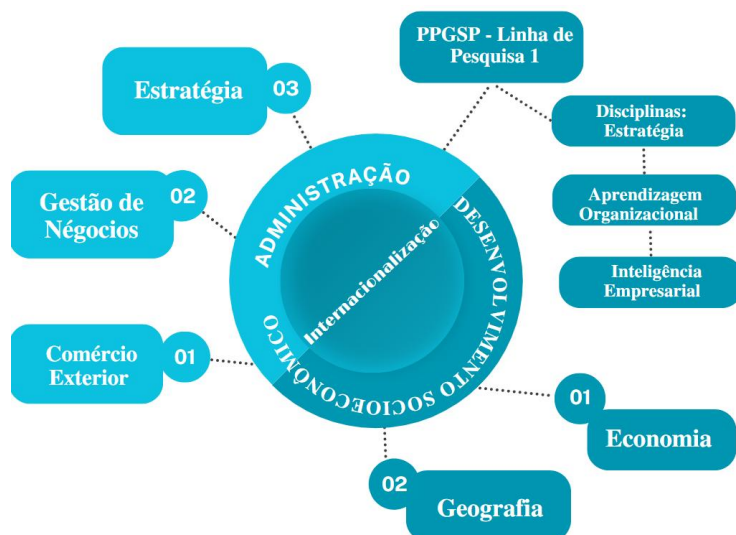 PPGSP - Linha de
Pesquisa 1
Estratégia
03
Disciplinas:
Estratégia
ADMINISTRAÇÃO
Gestão de
Négocios
02
Aprendizagem
Organizacional
Internacionalização
DESENVOLVIMENTO SOCIOECONÔMICO
Inteligência
Empresarial
Comércio
Exterior
01
01
Economia
02
Geografia